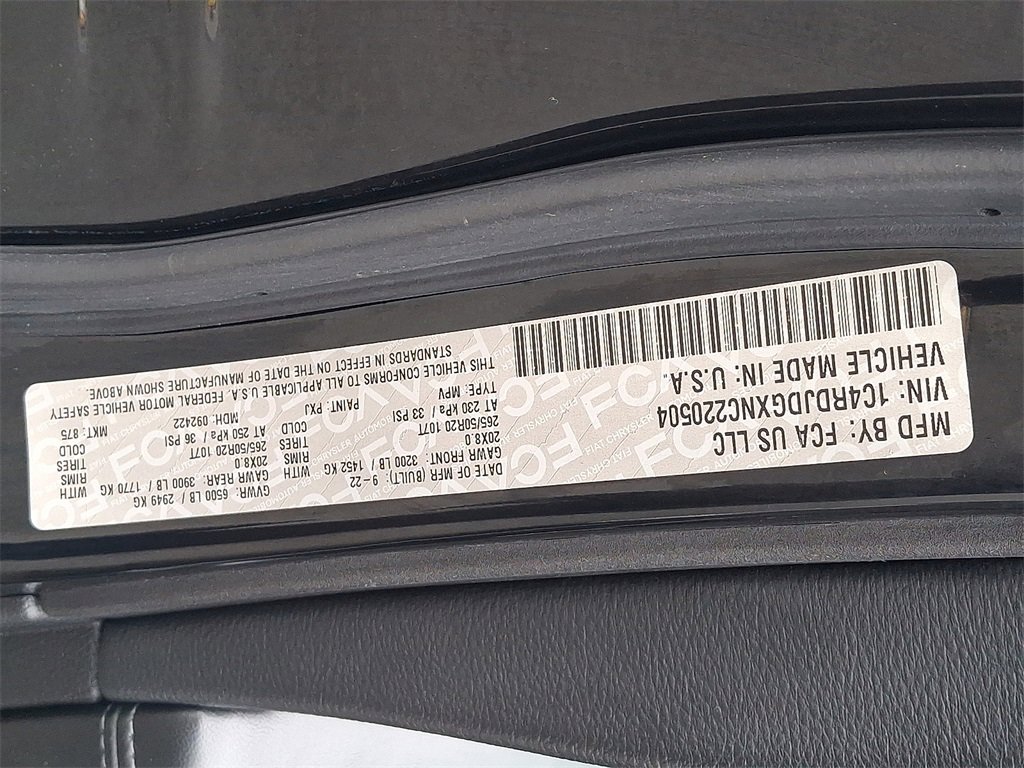 MFD BY: FCA US LLC
VIN: 1C4RDJDGXNC220504
VEHICLE MADE IN: U.S.A.
DATE OF MFR (BUILT): 9-22
GVWR: 6500 LB / 2949 KG
GAWR FRONT: 3200 LB / 1452 KG
WITH
GAWR REAR: 3900 LB / 1770 KG
WITH
20X8.0
RIMS
20X8.0
RIMS
265/50R20 107T
TIRES
265/50R20 107T
TIRES
AT 230 kPa / 33 PSI
COLD
AT 250 kPa / 36 PSI
COLD
TYPE: MPV
PAINT: PXJ
MDH: 092422
MKT: 875
THIS VEHICLE CONFORMS TO ALL APPLICABLE U.S.A. FEDERAL MOTOR VEHICLE SAFETY
STANDARDS IN EFFECT ON THE DATE OF MANUFACTURE SHOWN ABOVE.